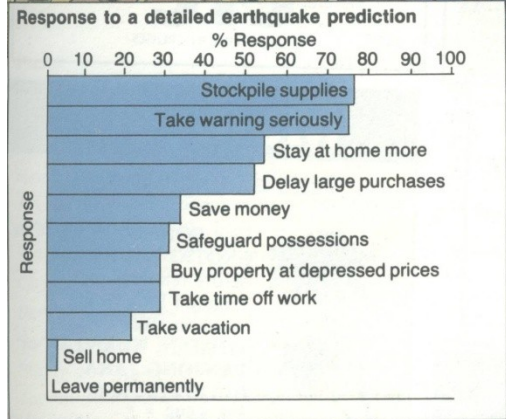 Response to a detailed earthquake prediction
% Response
0 10 20 30 40 50 60 70 80 90 100
Stockpile supplies
Take warning seriously
Stay at home more
Delay large purchases
Save money
Safeguard possessions
Buy property at depressed prices
Take time off work
Take vacation
Sell home
Leave permanently
Response